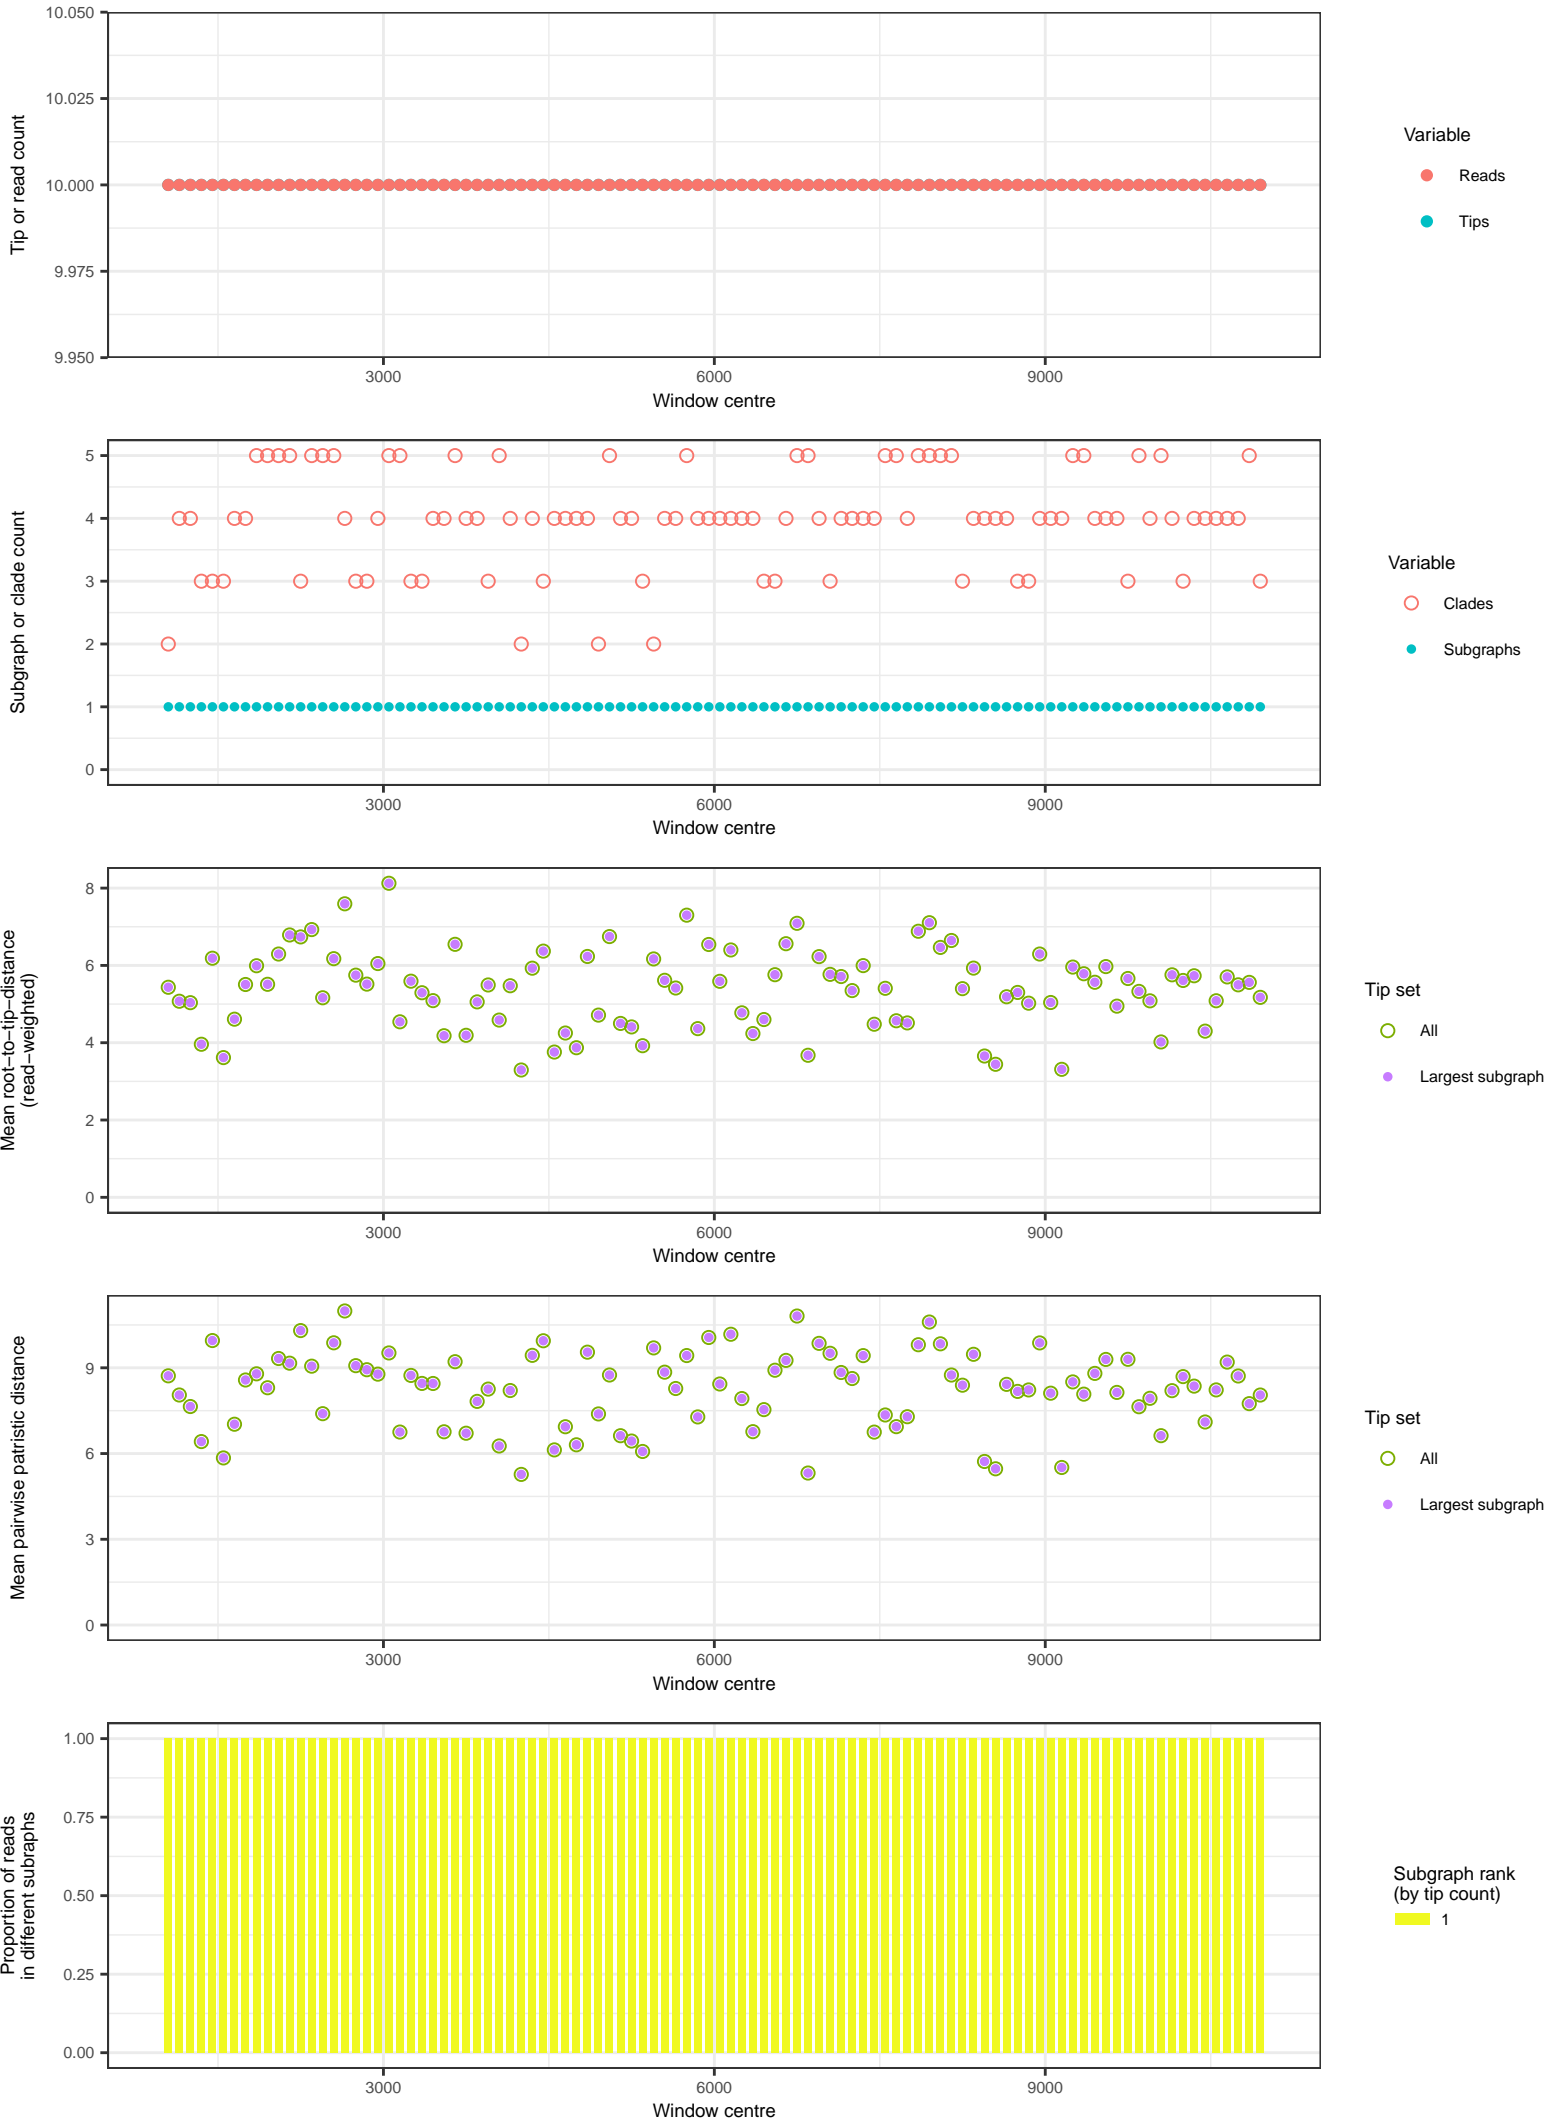 10.050
10.025
10.000
9.975
9.950
Tip or read count
3000
6000
9000
Window centre
Variable
Reads
Tips
5
4
3
2
1
0
Subgraph or clade count
3000
6000
9000
Window centre
Variable
Clades
Subgraphs
8
6
4
2
0
Mean root−to−tip−distance
(read−weighted)
3000
6000
9000
Window centre
Tip set
All
Largest subgraph
9
6
3
0
Mean pairwise patristic distance
3000
6000
9000
Window centre
Tip set
All
Largest subgraph
1.00
0.75
0.50
0.25
0.00
Proportion of reads
in different subraphs
3000
6000
9000
Window centre
Subgraph rank
(by tip count)
1